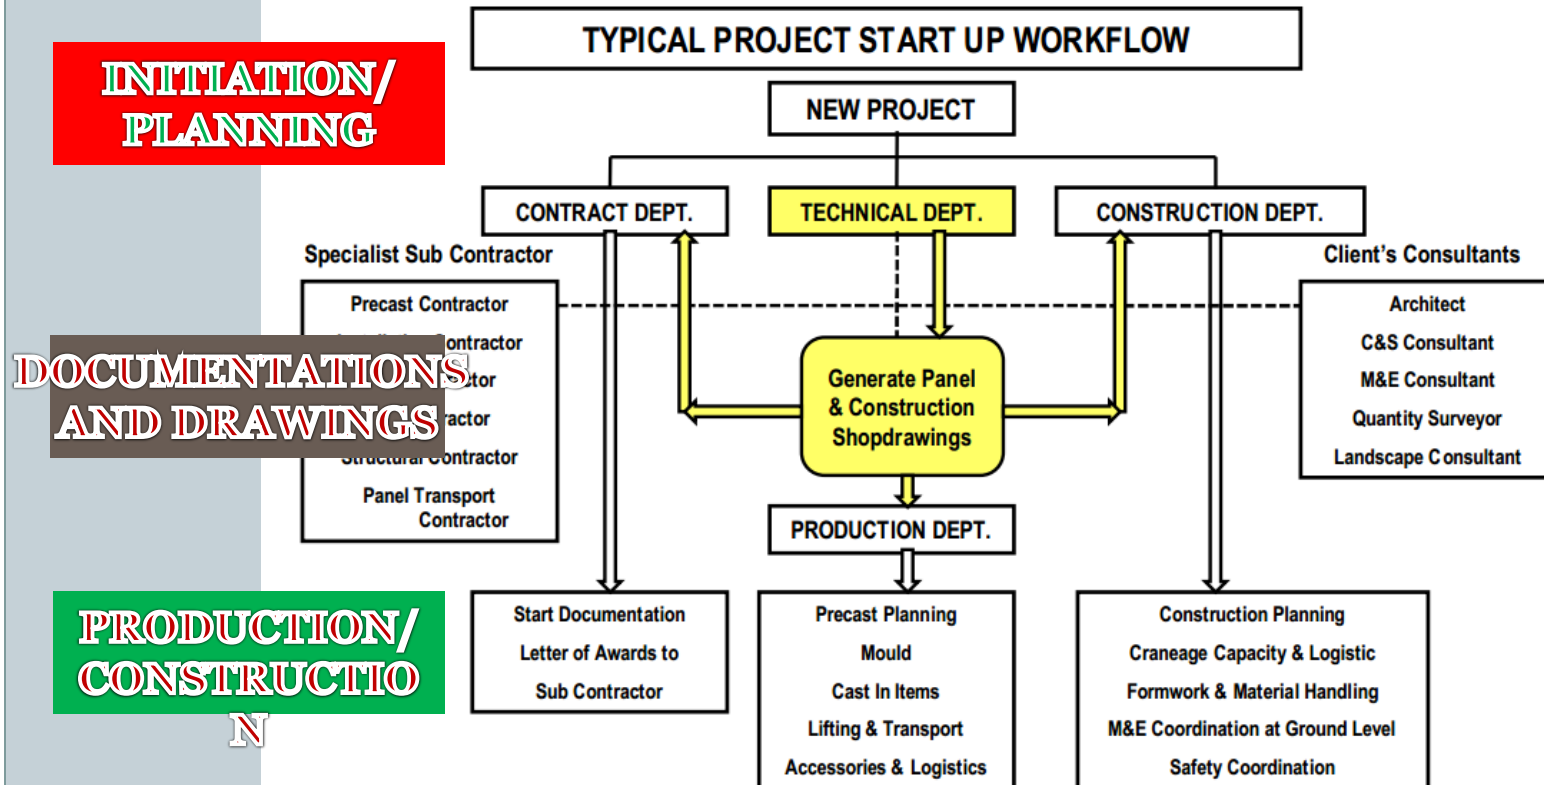 TYPICAL PROJECT START UP WORKFLOW
INITIATION/
PLANNING
NEW PROJECT
CONTRACT DEPT.
TECHNICAL DEPT.
CONSTRUCTION DEPT.
Specialist Sub Contractor
Client's Consultants
Precast Contractor
Contractor
Structural Contractor
Panel Transport
Contractor
DOCUMENTATIONS
AND DRAWINGS
Generate Panel
& Construction
Shopdrawings
Architect
C&S Consultant
M&E Consultant
Quantity Surveyor
Landscape Consultant
PRODUCTION DEPT.
PRODUCTION/
CONSTRUCTIO
N
Start Documentation
Letter of Awards to
Sub Contractor
Precast Planning
Mould
Cast In Items
Lifting & Transport
Accessories & Logistics
Construction Planning
Craneage Capacity & Logistic
Formwork & Material Handling
M&E Coordination at Ground Level
Safety Coordination